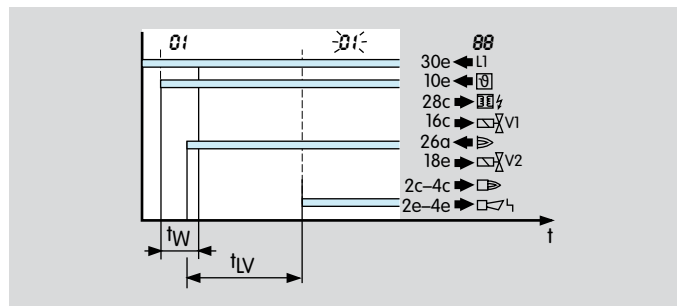 01 01 88
30e L1
10e ϑ
28c
16c V1
26a
18e V2
2c–4c
2e–4e
t
tW
tLV